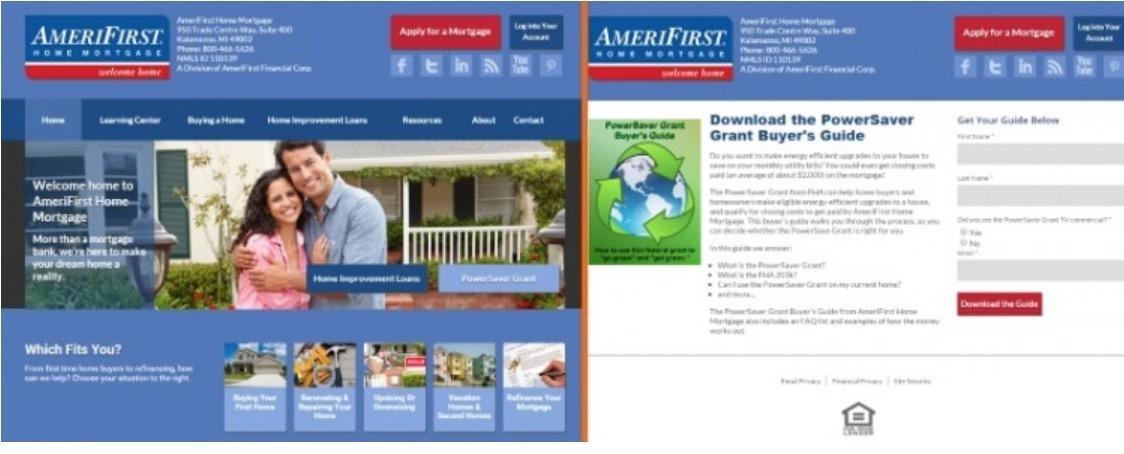 AMERIFIRST
HOME MORTGAGE
welcome home
AmeriFirst Home Mortgage
950 Trade Centre Way, Suite 400
Kalamazoo, MI 49002
Phone: 800-466-5626
NMLS ID 110139
A Division of AmeriFirst Financial Corp.
Apply for a Mortgage
Log into Your
Account
You
Tube
Home
Learning Center
Buying a Home
Home Improvement Loans
Resources
About
Contact
Welcome home to
AmeriFirst Home
Mortgage
More than a mortgage
bank, we're here to make
your dream home a
reality.
Home Improvement Loans
PowerSaver Grant
Which Fits You?
From first time home buyers to refinancing, how
can we help? Choose your situation to the right.
SOLD
Buying Your
First Home
Renovating &
Repairing Your
Home
Upsizing Or
Downsizing
Vacation
Homes &
Second Homes
Refinance Your
Mortgage
AMERIFIRST
HOME MORTGAGE
welcome home
AmeriFirst Home Mortgage
950 Trade Centre Way, Suite 400
Kalamazoo, MI 49002
Phone: 800-466-5626
NMLS ID 110139
A Division of AmeriFirst Financial Corp.
Apply for a Mortgage
Log into Your
Account
You
Tube
PowerSaver Grant
Buyer's Guide
How to use this federal grant to
"go green" and "get green."
Download the PowerSaver
Grant Buyer's Guide
Do you want to make energy efficient upgrades to your house to
save on your monthly utility bills? You could even get closing costs
paid (an average of about $2,000) on the mortgage!
The PowerSaver Grant from FHA can help home buyers and
homeowners make eligible energy-efficient upgrades to a house,
and qualify for closing costs to get paid by AmeriFirst Home
Mortgage. This buyer's guide walks you through the process, so you
can decide whether the PowerSave Grant is right for you.
In this guide we answer:
What is the PowerSaver Grant?
What is the FHA 203k?
Can I use the PowerSaver Grant on my current home?
and more...
The PowerSaver Grant Buyer's Guide from AmeriFirst Home
Mortgage also includes an FAQ list and examples of how the money
works out.
Get Your Guide Below
First Name *
Last Name *
Did you see the PowerSaver Grant TV commercial? *
Yes
No
Email *
Download the Guide
Email Privacy | Financial Privacy | Site Security
LENDER